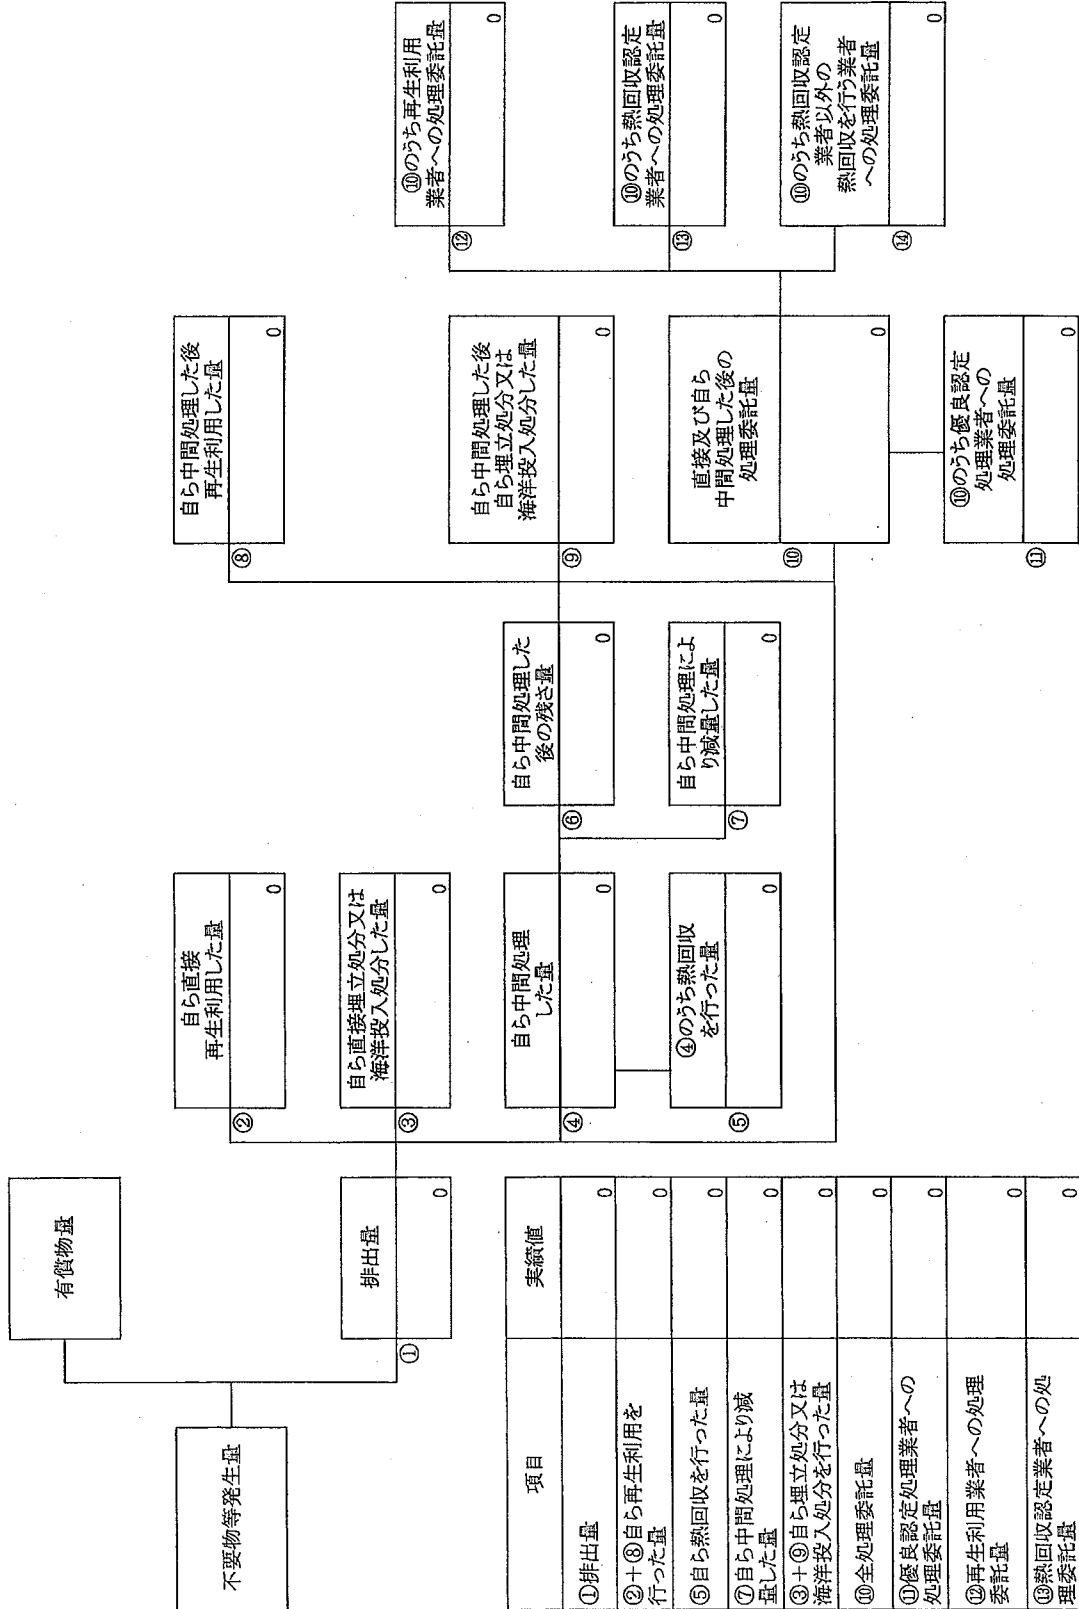 不要物等発生量
有償物量
排出量
①
0
自ら直接
再生利用した量
②
0
自ら直接埋立処分又は
海洋投入処分した量
③
0
自ら中間処理
した量
④
0
④のうち熱回収
を行った量
⑤
0
自ら中間処理した
後の残さ量
⑥
0
自ら中間処理によ
り減量した量
⑦
0
自ら中間処理した後
再生利用した量
⑧
0
自ら中間処理した後
自ら埋立処分又は
海洋投入処分した量
⑨
0
直接及び自ら
中間処理した後の
処理委託量
⑩
0
⑩のうち優良認定
処理業者への
処理委託量
⑪
⑩のうち再生利用
業者への処理委託量
⑫
0
⑩のうち熱回収認定
業者への処理委託量
⑬
0
⑩のうち熱回収認定
業者以外の
熱回収を行う業者
への処理委託量
⑭
0
項目 実績値
①排出量 0
②+⑧自ら再生利用を
行った量 0
⑤自ら熱回収を行った量 0
⑦自ら中間処理により減
量した量 0
③+⑨自ら埋立処分又は
海洋投入処分を行った量 0
⑩全処理委託量 0
⑪優良認定処理業者への
処理委託量 0
⑫再生利用業者への処理
委託量 0
⑬熱回収認定業者への処
理委託量 0